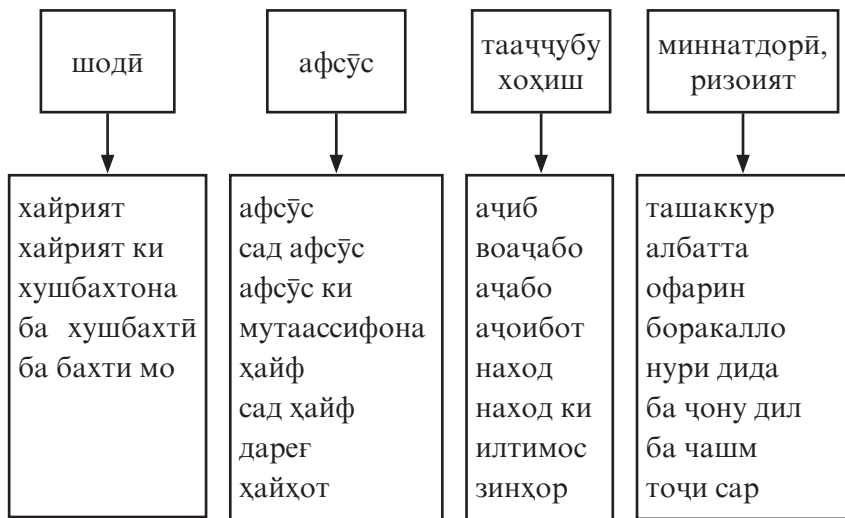 шодӣ
афсӯс
тааҷҷубу
хоҳиш
миннатдорӣ,
ризоият
хайрият
хайрият ки
хушбахтона
ба хушбахтӣ
ба бахти мо
афсӯс
сад афсӯс
афсӯс ки
мутаассифона
ҳайф
сад ҳайф
дареғ
ҳайҳот
аҷиб
воаҷабо
аҷабо
аҷоибот
наход
наход ки
илтимос
зинҳор
ташаккур
албатта
офарин
боракалло
нури дида
ба ҷону дил
ба чашм
тоҷи сар